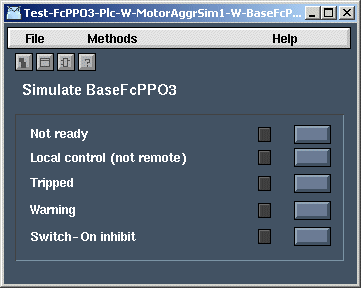 Test-FcPPO3-Plc-W-MotorAggrSim1-W-BaseFcP...
File Methods Help
?
Simulate BaseFcPPO3
Not ready
Local control (not remote)
Tripped
Warning
Switch-On inhibit